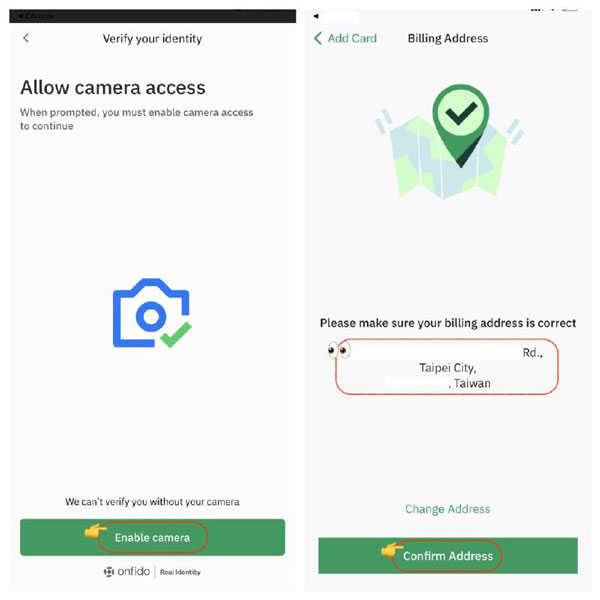 Chrome
Verify your identity
Allow camera access
When prompted, you must enable camera access
to continue
We can't verify you without your camera
Enable camera
onfido Real Identity
Add Card
Billing Address
Please make sure your billing address is correct
Rd.,
Taipei City,
, Taiwan
Change Address
Confirm Address